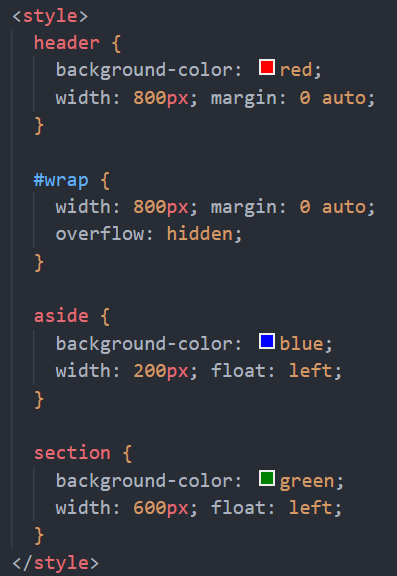 <style>
header {
background-color: red;
width: 800px; margin: 0 auto;
}
#wrap {
width: 800px; margin: 0 auto;
overflow: hidden;
}
aside {
background-color: blue;
width: 200px; float: left;
}
section {
background-color: green;
width: 600px; float: left;
}
</style>